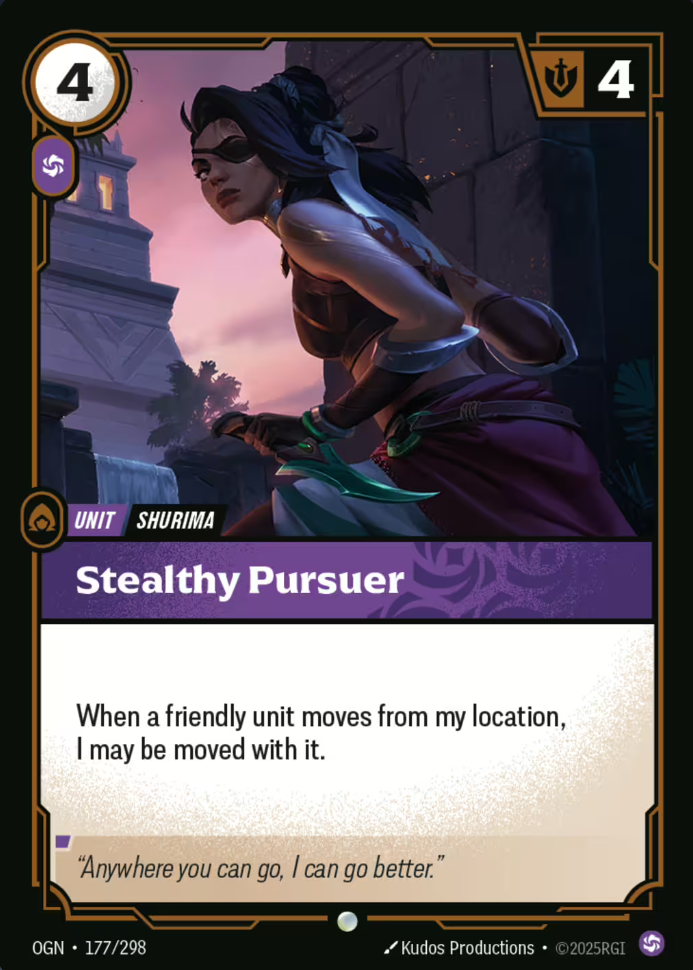 4
4
UNIT SHURIMA
Stealthy Pursuer
When a friendly unit moves from my location,
I may be moved with it.
“Anywhere you can go, I can go better.”
OGN • 177/298 Kudos Productions • ©2025RGI